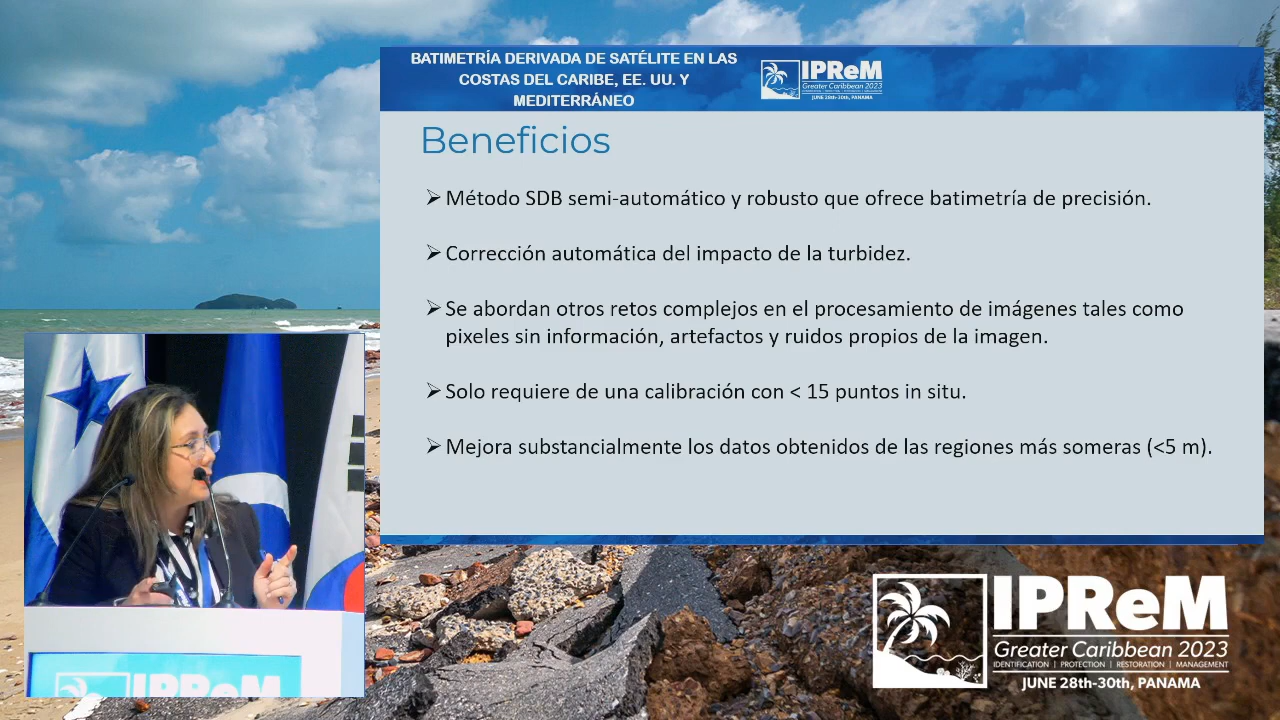 BATIMETRÍA DERIVADA DE SATÉLITE EN LAS
COSTAS DEL CARIBE, EE. UU. Y
MEDITERRÁNEO
IPReM
Greater Caribbean 2023
JUNE 28th-30th, PANAMA
Beneficios
Método SDB semi-automático y robusto que ofrece batimetría de precisión.
Corrección automática del impacto de la turbidez.
Se abordan otros retos complejos en el procesamiento de imágenes tales como
pixeles sin información, artefactos y ruidos propios de la imagen.
Solo requiere de una calibración con < 15 puntos in situ.
Mejora substancialmente los datos obtenidos de las regiones más someras (<5 m).
IPReM
IPReM
Greater Caribbean 2023
IDENTIFICATION | PROTECTION | RESTORATION | MANAGEMENT
JUNE 28th-30th, PANAMA